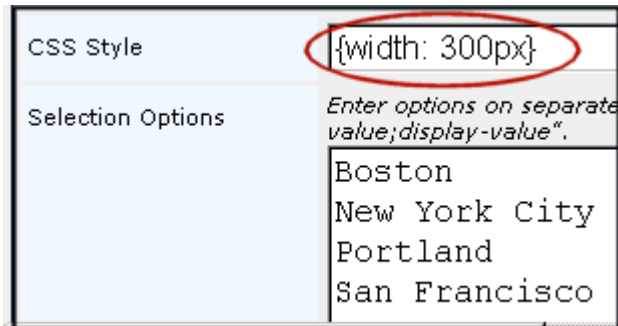 CSS Style
{width: 300px}
Selection Options
Enter options on separate
value;display-value“.
Boston
New York City
Portland
San Francisco